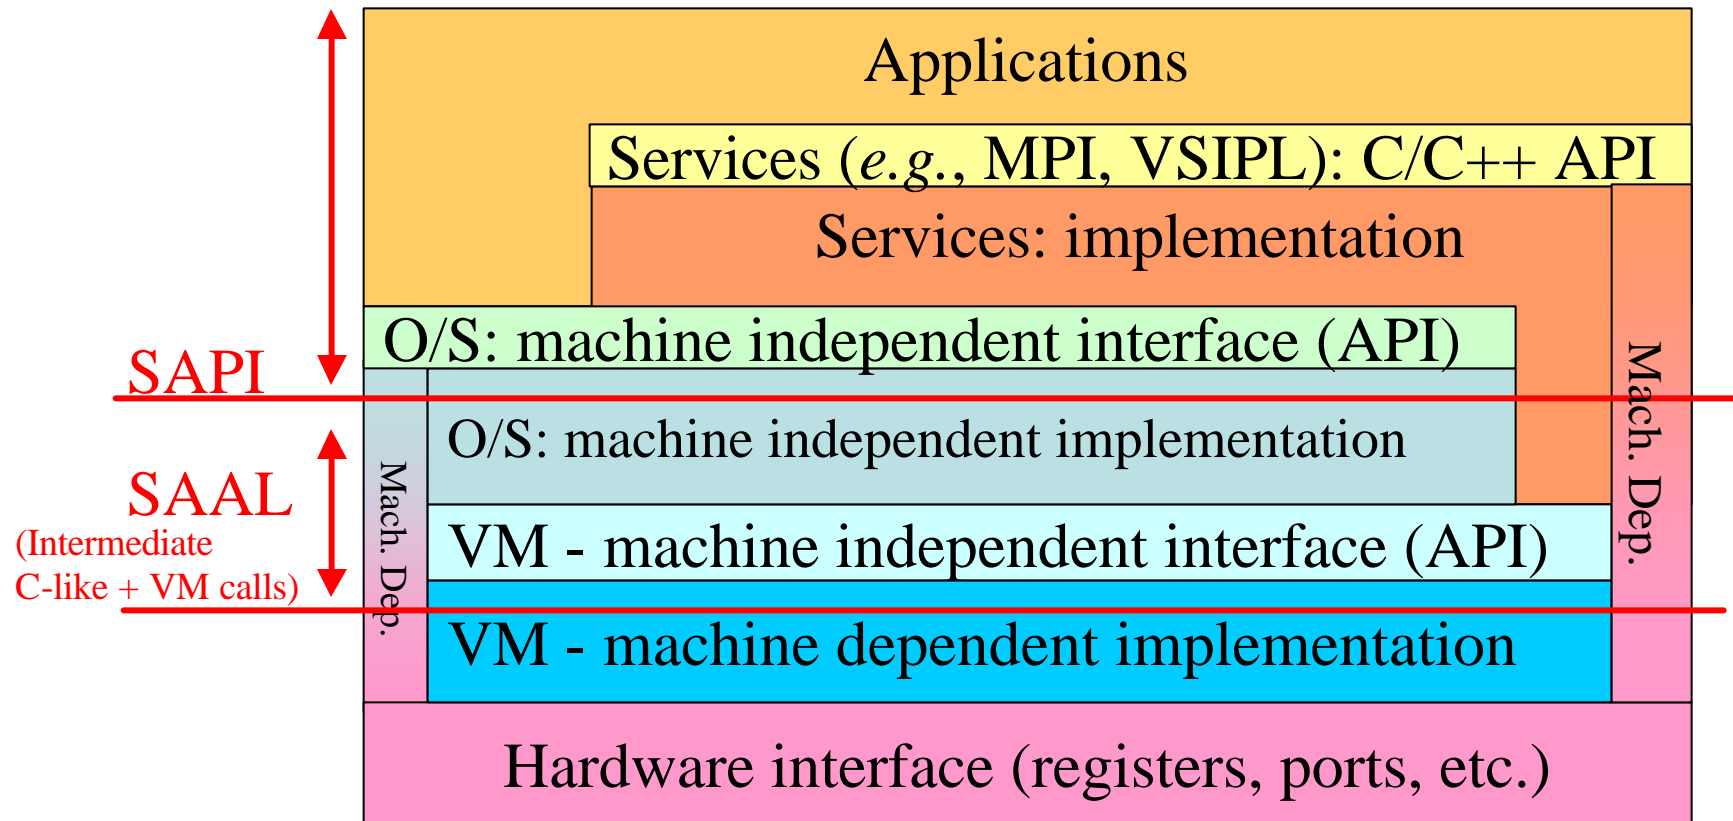 Applications
Services (e.g., MPI, VSIPL): C/C++ API
Services: implementation
O/S: machine independent interface (API)
SAPI
Mach. Dep.
O/S: machine independent implementation
Mach. Dep.
SAAL
(Intermediate
C-like + VM calls)
VM - machine independent interface (API)
VM - machine dependent implementation
Hardware interface (registers, ports, etc.)